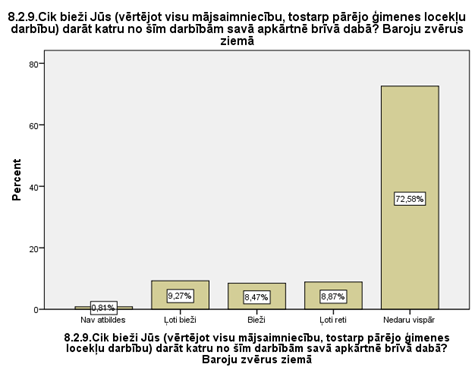 8.2.9.Cik bieži Jūs (vērtējot visu mājsaimniecību, tostarp pārējo ģimenes locekļu
darbību) darāt katru no šīm darbībām savā apkārtnē brīvā dabā? Baroju zvērus
ziemā
Percent
80
60
40
20
0
0,81%
9,27%
8,47%
8,87%
72,58%
Nav atbildes
Ļoti bieži
Bieži
Ļoti reti
Nedaru vispār
8.2.9.Cik bieži Jūs (vērtējot visu mājsaimniecību, tostarp pārējo ģimenes
locekļu darbību) darāt katru no šīm darbībām savā apkārtnē brīvā dabā?
Baroju zvērus ziemā